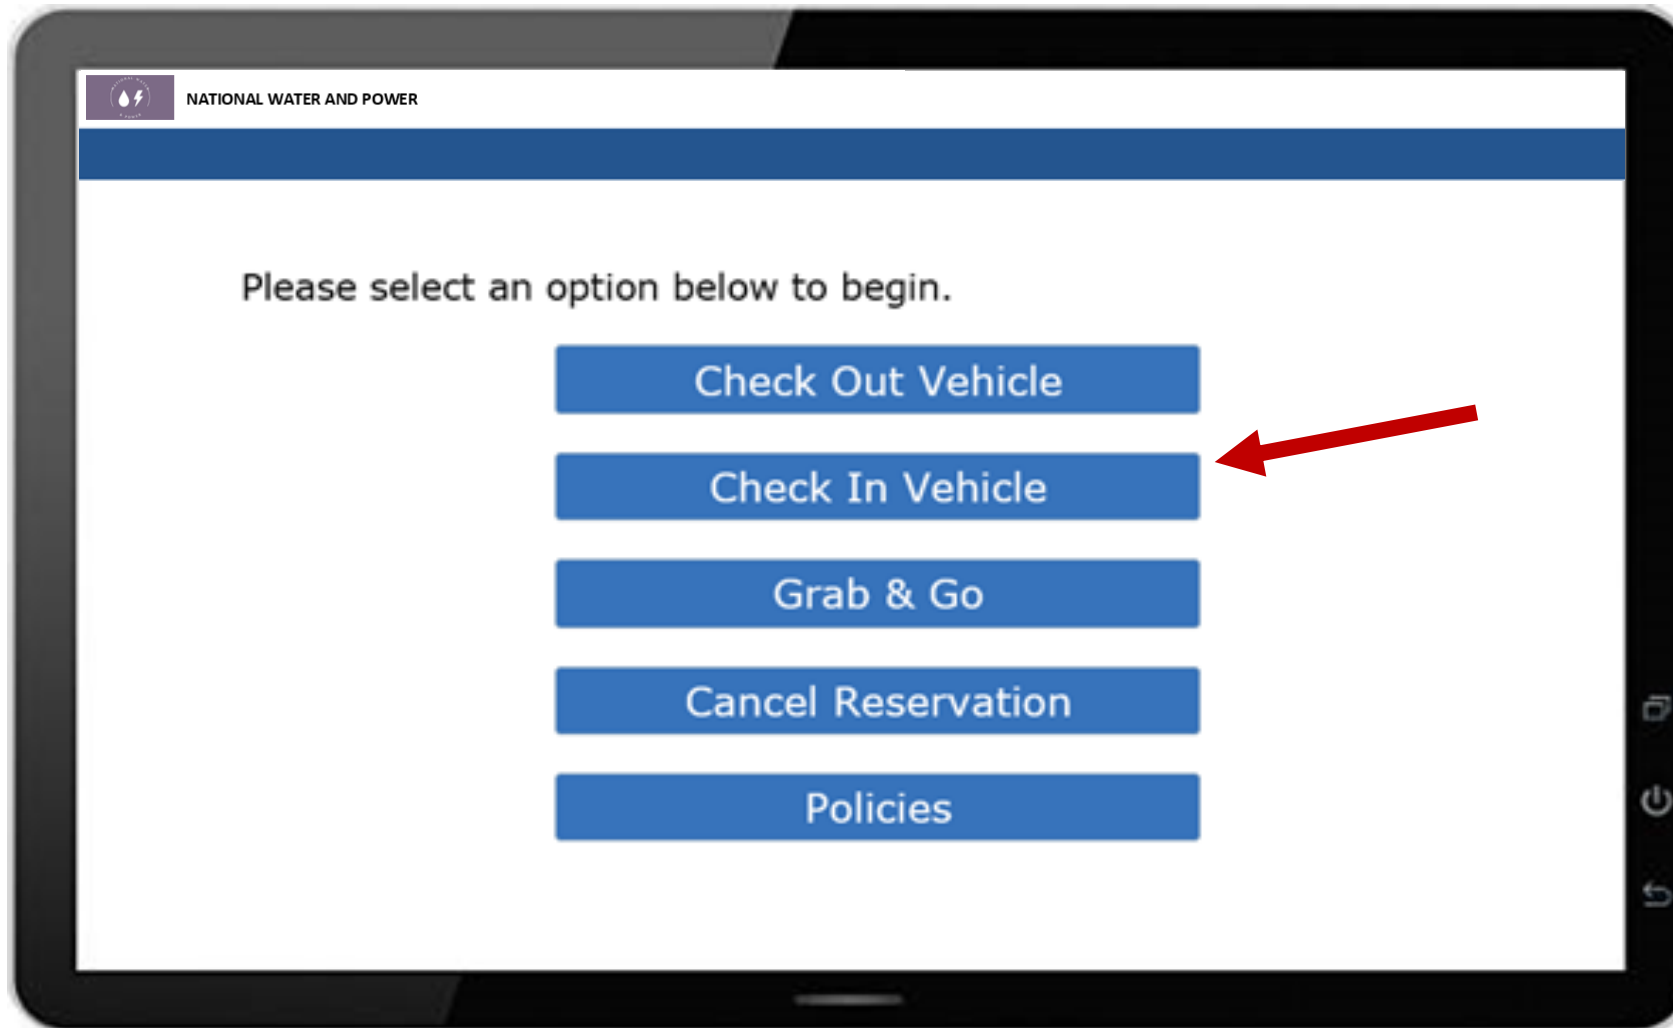 NATIONAL WATER AND POWER
Please select an option below to begin.
Check Out Vehicle
Check In Vehicle
Grab & Go
Cancel Reservation
Policies